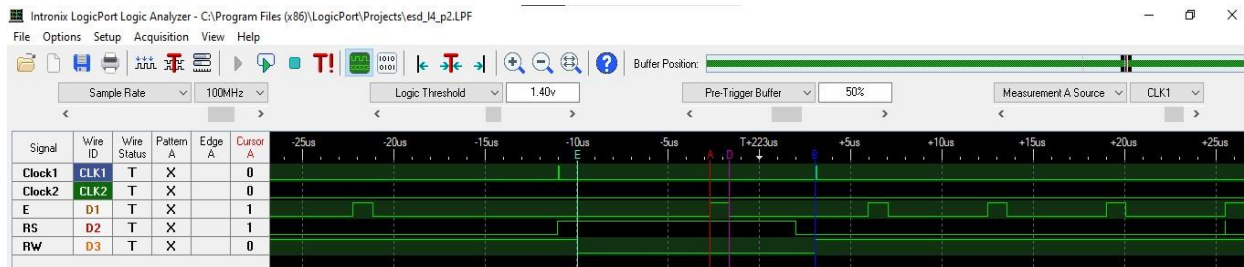 Intronix LogicPort Logic Analyzer - C:\Program Files (x86)\LogicPort\Projects\esd_l4_p2.LPF
File Options Setup Acquisition View Help
T! 1010 0101 T ? Buffer Position:
Sample Rate 100MHz Logic Threshold 1.40v Pre-Trigger Buffer 50% Measurement A Source CLK1
Signal Wire ID Wire Status Pattern A Edge A Cursor A -25us -20us -15us -10us -5us T+223us +5us +10us +15us +20us +25us
E A D B
Clock1 CLK1 T X 0
Clock2 CLK2 T X 0
E D1 T X 1
RS D2 T X 1
RW D3 T X 0